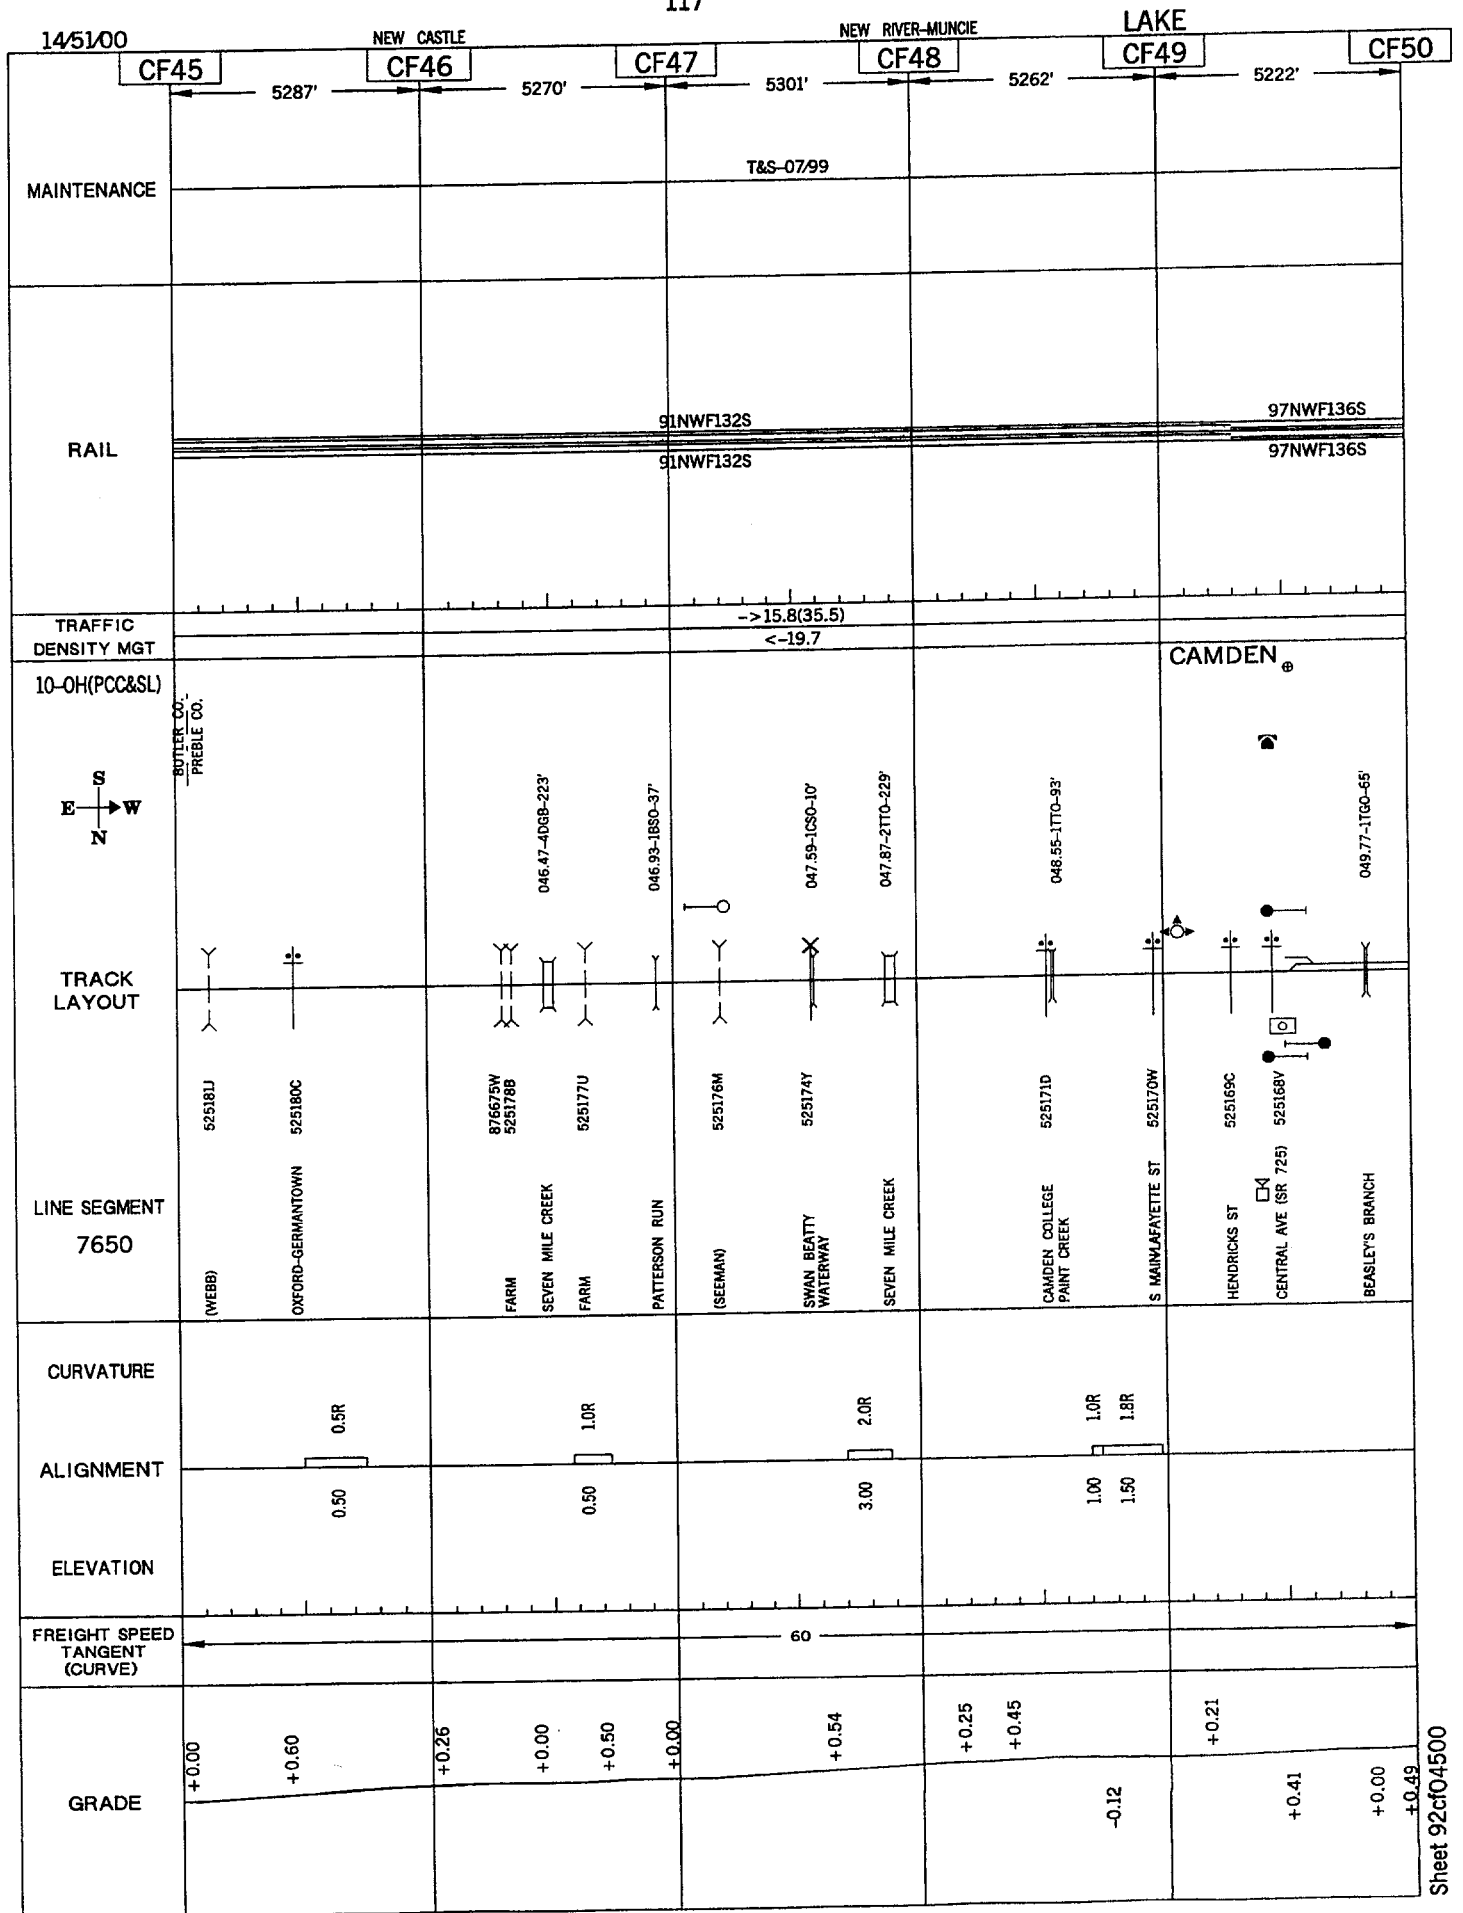 117
14/51/00
NEW CASTLE
NEW RIVER-MUNCIE
LAKE
CF45
CF46
CF47
CF48
CF49
CF50
5287'
5270'
5301'
5262'
5222'
MAINTENANCE
T&S-07/99
RAIL
91NWF132S
97NWF136S
91NWF132S
97NWF136S
TRAFFIC
DENSITY MGT
->15.8(35.5)
<-19.7
10-OH(PCC&SL)
BUTLER CO.
PREBLE CO.
CAMDEN
S
E W
N
046.47-4DGB-223'
046.93-1BSO-37'
047.59-1CSO-10'
047.87-2TTO-229'
048.55-1TTO-93'
049.77-1TGO-65'
TRACK
LAYOUT
525181J
525180C
876675W
525178B
525177U
525176M
525174Y
525171D
525170W
525169C
525168V
LINE SEGMENT
7650
(WEBB)
OXFORD-GERMANTOWN
FARM
SEVEN MILE CREEK
FARM
PATTERSON RUN
(SEEMAN)
SWAN BEATTY
WATERWAY
SEVEN MILE CREEK
CAMDEN COLLEGE
PAINT CREEK
S MAIN/LAFAYETTE ST
HENDRICKS ST
CENTRAL AVE (SR 725)
BEASLEY'S BRANCH
CURVATURE
0.5R
1.0R
2.0R
1.0R
1.8R
ALIGNMENT
0.50
0.50
3.00
1.00
1.50
ELEVATION
FREIGHT SPEED
TANGENT
(CURVE)
60
GRADE
+0.00
+0.60
+0.26
+0.00
+0.50
+0.00
+0.54
+0.25
+0.45
-0.12
+0.21
+0.41
+0.00
+0.49
Sheet 92cf04500